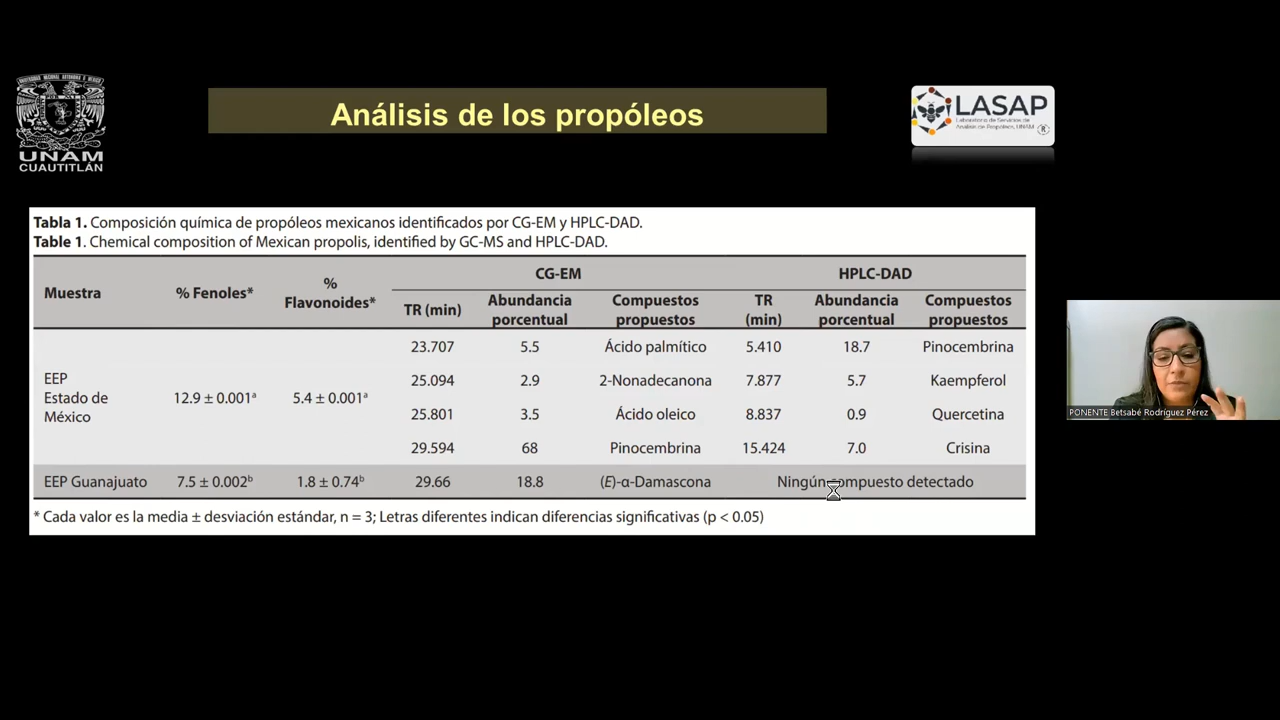 UNAM
CUAUTITLÁN
Análisis de los propóleos
LASAP
Laboratorio de Servicios de
Análisis de Propóleos, UNAM
®
Tabla 1. Composición química de propóleos mexicanos identificados por CG-EM y HPLC-DAD.
Table 1. Chemical composition of Mexican propolis, identified by GC-MS and HPLC-DAD.
Muestra % Fenoles* % Flavonoides* CG-EM HPLC-DAD
TR (min) Abundancia porcentual Compuestos propuestos TR (min) Abundancia porcentual Compuestos propuestos
EEP Estado de México 12.9 ± 0.001ª 5.4 ± 0.001ª
23.707 5.5 Ácido palmítico 5.410 18.7 Pinocembrina
25.094 2.9 2-Nonadecanona 7.877 5.7 Kaempferol
25.801 3.5 Ácido oleico 8.837 0.9 Quercetina
29.594 68 Pinocembrina 15.424 7.0 Crisina
EEP Guanajuato 7.5 ± 0.002ᵇ 1.8 ± 0.74ᵇ 29.66 18.8 (E)-α-Damascona Ningún compuesto detectado
* Cada valor es la media ± desviación estándar, n = 3; Letras diferentes indican diferencias significativas (p < 0.05)
PONENTE Betsabé Rodríguez Pérez